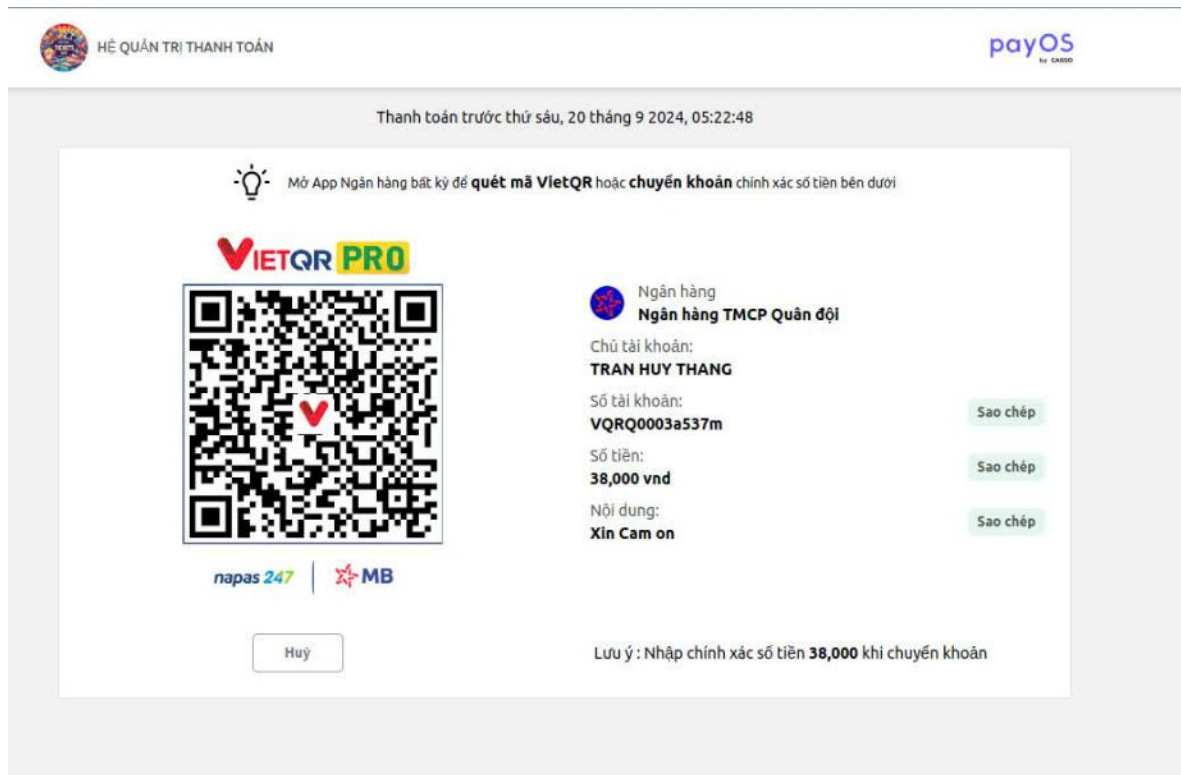 HỆ QUẢN TRỊ THANH TOÁN
payOS
by CASSO
Thanh toán trước thứ sáu, 20 tháng 9 2024, 05:22:48
Mở App Ngân hàng bất kỳ để quét mã VietQR hoặc chuyển khoản chính xác số tiền bên dưới
VIETQR PRO
Ngân hàng
Ngân hàng TMCP Quân đội
Chủ tài khoản:
TRAN HUY THANG
Số tài khoản:
VQRQ0003a537m
Sao chép
Số tiền:
38,000 vnd
Sao chép
Nội dung:
Xin Cam on
Sao chép
napas 247
MB
Huỷ
Lưu ý : Nhập chính xác số tiền 38,000 khi chuyển khoản